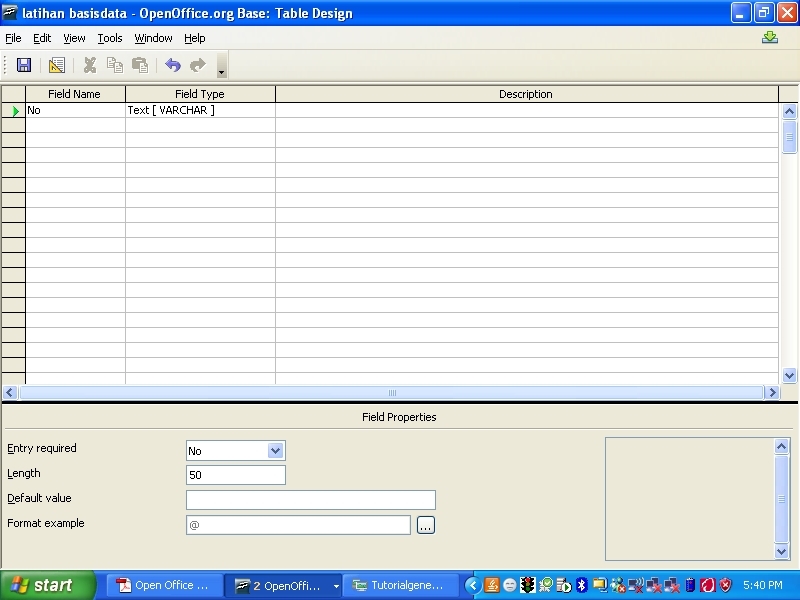 latihan basisdata - OpenOffice.org Base: Table Design
File Edit View Tools Window Help
Field Name Field Type Description
No Text [ VARCHAR ]
Field Properties
Entry required No
Length 50
Default value
Format example @ ...
start Open Office ... 2 OpenOffi... Tutorialgene... 5:40 PM